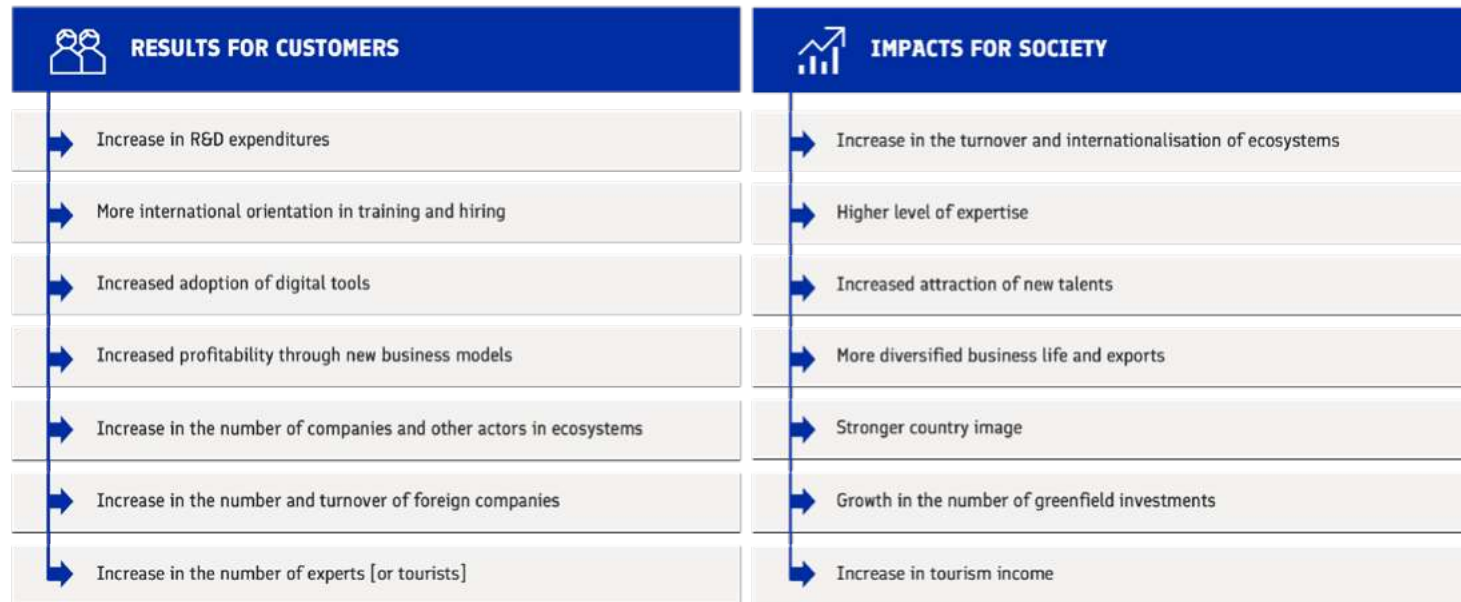 RESULTS FOR CUSTOMERS
Increase in R&D expenditures
More international orientation in training and hiring
Increased adoption of digital tools
Increased profitability through new business models
Increase in the number of companies and other actors in ecosystems
Increase in the number and turnover of foreign companies
Increase in the number of experts [or tourists]
IMPACTS FOR SOCIETY
Increase in the turnover and internationalisation of ecosystems
Higher level of expertise
Increased attraction of new talents
More diversified business life and exports
Stronger country image
Growth in the number of greenfield investments
Increase in tourism income